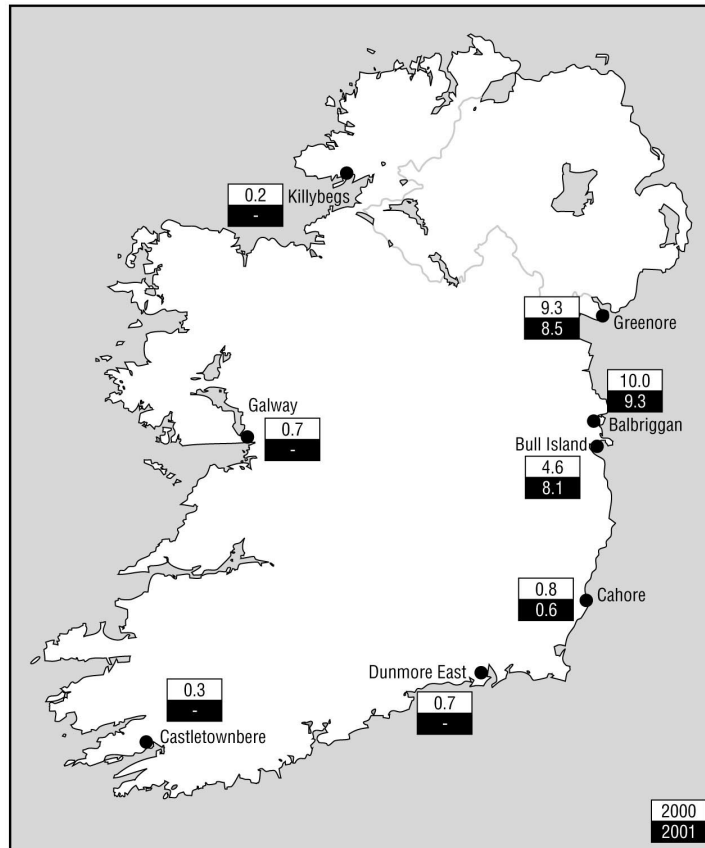 0.2
Killybegs
-
9.3
8.5
Greenore
10.0
9.3
Balbriggan
Galway
0.7
-
Bull Island
4.6
8.1
0.8
0.6
Cahore
Dunmore East
0.7
-
0.3
-
Castletownbere
2000
2001